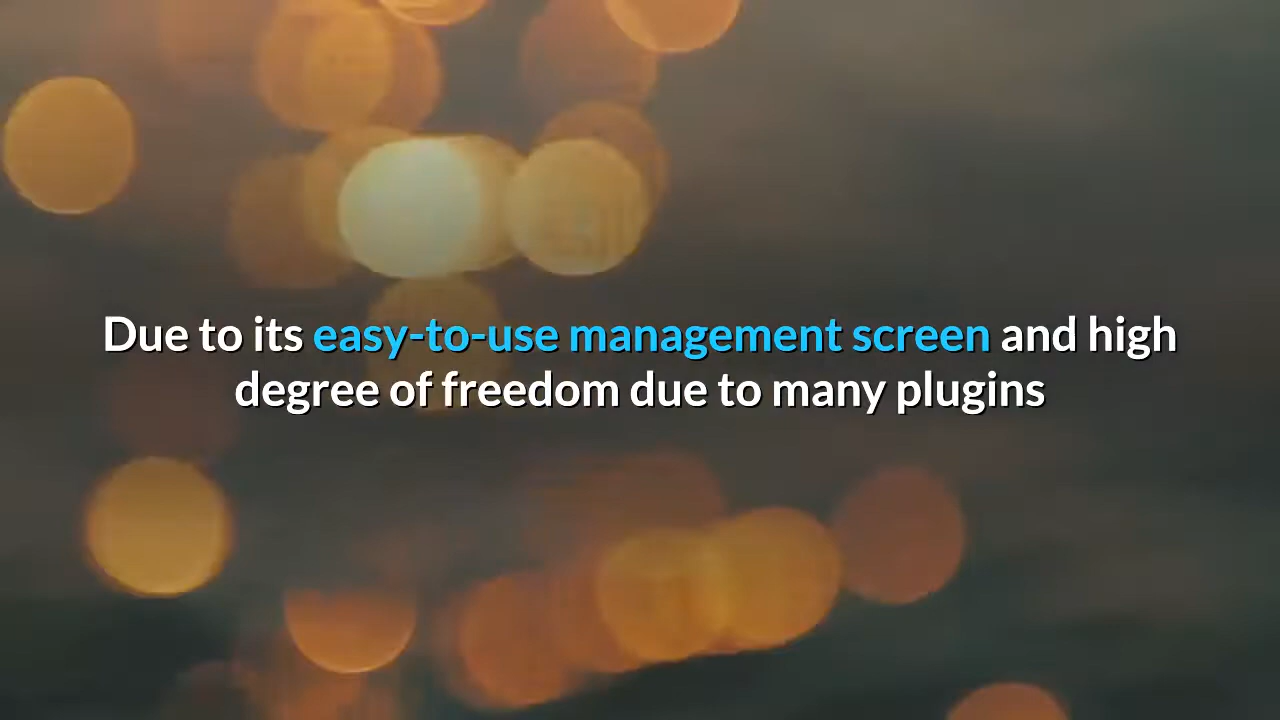 Due to its easy-to-use management screen and high
degree of freedom due to many plugins